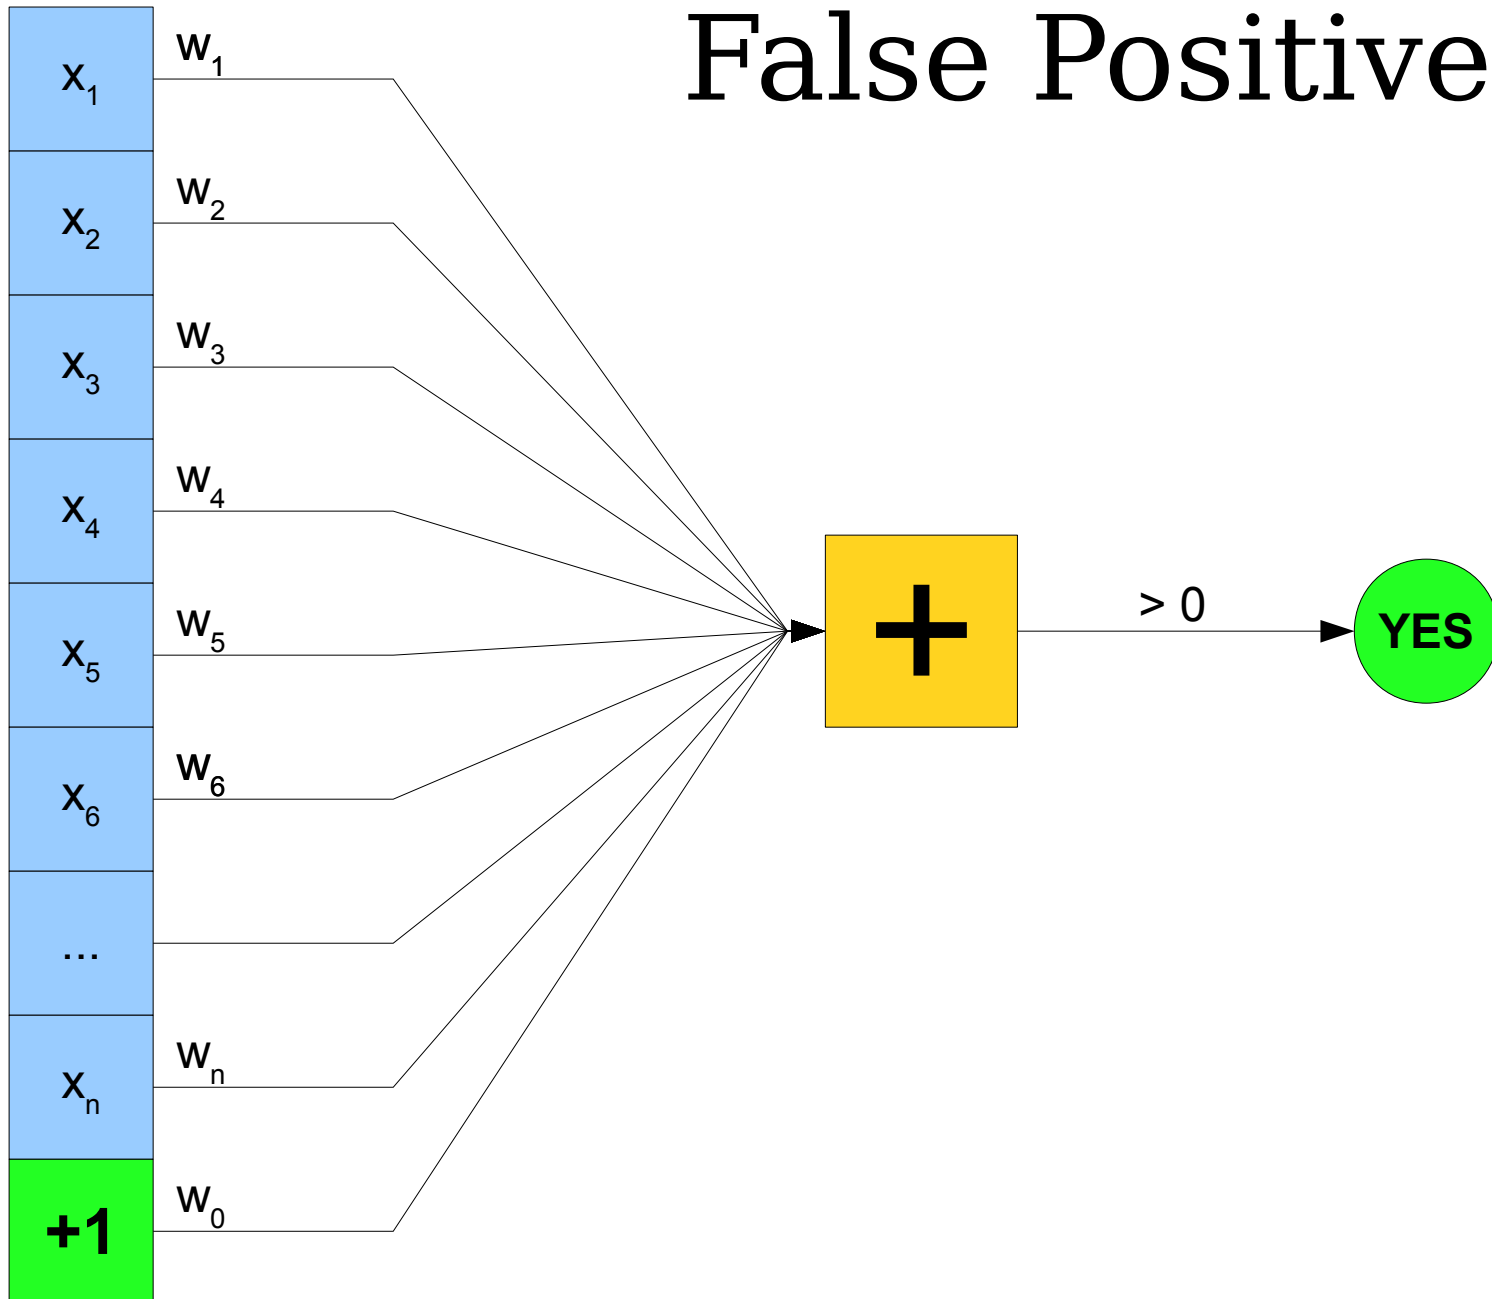 False Positive
x₁ w₁
x₂ w₂
x₃ w₃
x₄ w₄
x₅ w₅
x₆ w₆
...
xₙ wₙ
+1 w₀
+
> 0
YES